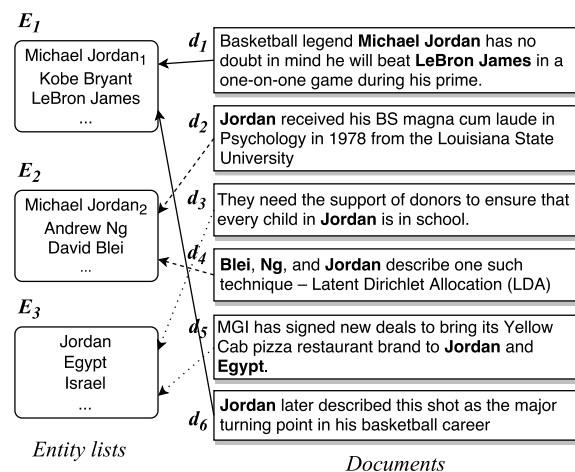 E1
Michael Jordan1
Kobe Bryant
LeBron James
...
E2
Michael Jordan2
Andrew Ng
David Blei
...
E3
Jordan
Egypt
Israel
...
Entity lists
d1
Basketball legend Michael Jordan has no
doubt in mind he will beat LeBron James in a
one-on-one game during his prime.
d2
Jordan received his BS magna cum laude in
Psychology in 1978 from the Louisiana State
University
d3
They need the support of donors to ensure that
every child in Jordan is in school.
d4
Blei, Ng, and Jordan describe one such
technique – Latent Dirichlet Allocation (LDA)
d5
MGI has signed new deals to bring its Yellow
Cab pizza restaurant brand to Jordan and
Egypt.
d6
Jordan later described this shot as the major
turning point in his basketball career
Documents